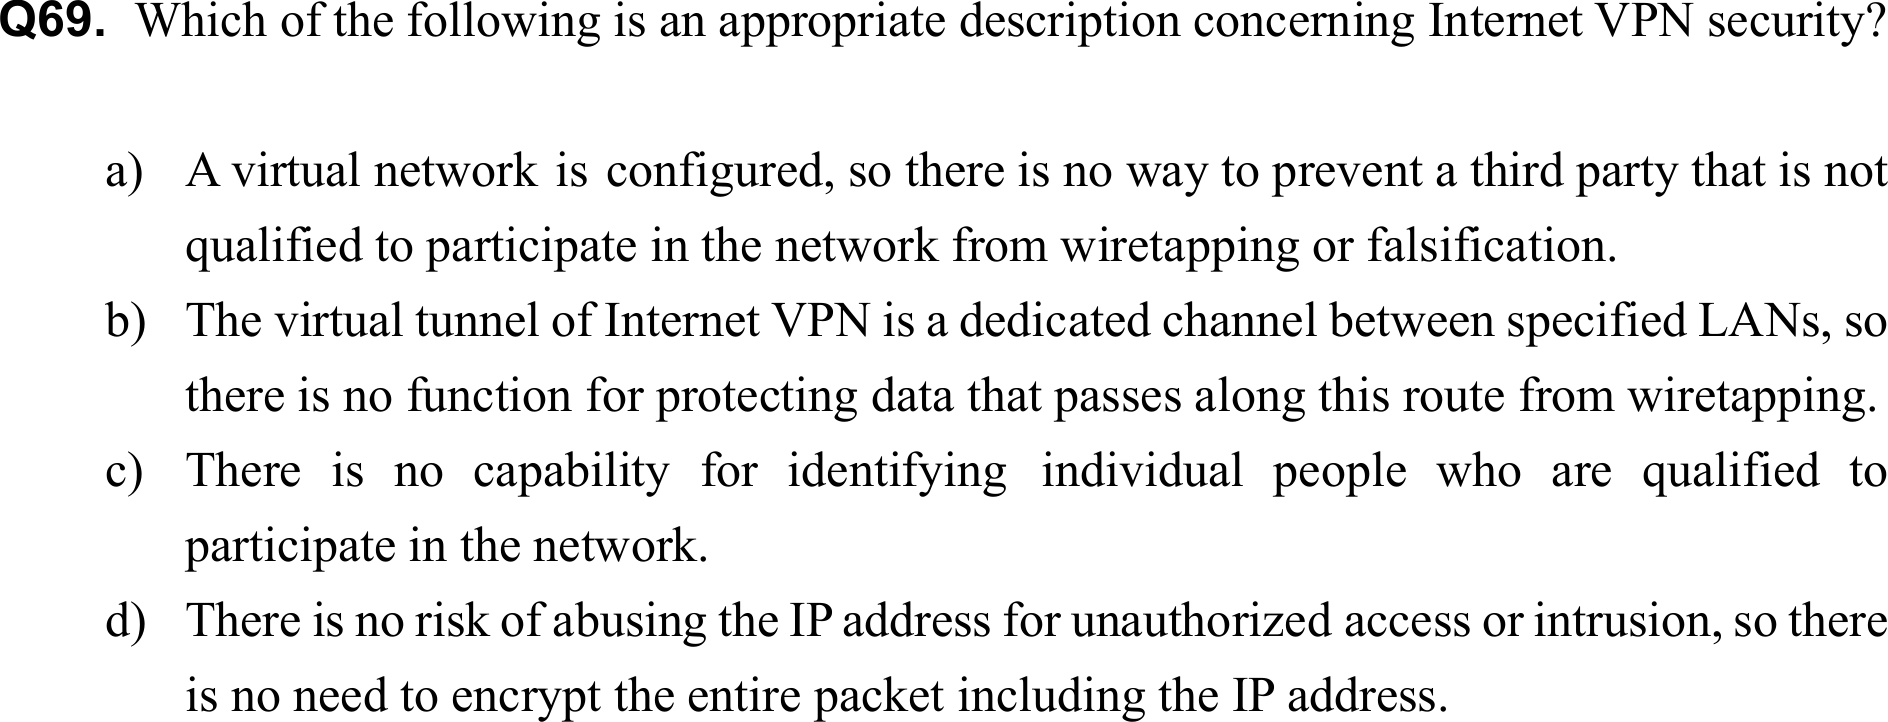 Q69. Which of the following is an appropriate description concerning Internet VPN security?
a) A virtual network is configured, so there is no way to prevent a third party that is not
qualified to participate in the network from wiretapping or falsification.
b) The virtual tunnel of Internet VPN is a dedicated channel between specified LANs, so
there is no function for protecting data that passes along this route from wiretapping.
c) There is no capability for identifying individual people who are qualified to
participate in the network.
d) There is no risk of abusing the IP address for unauthorized access or intrusion, so there
is no need to encrypt the entire packet including the IP address.